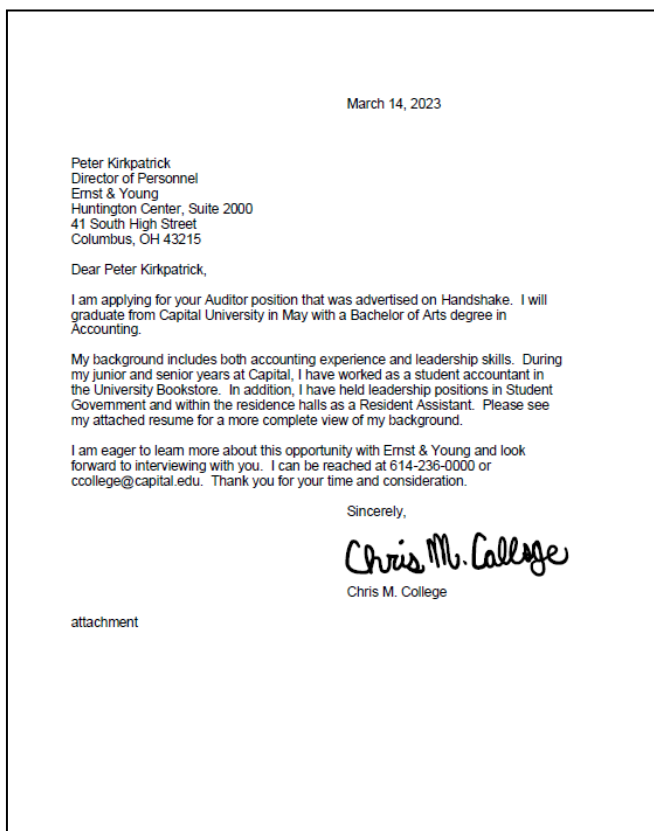 March 14, 2023
Peter Kirkpatrick
Director of Personnel
Ernst & Young
Huntington Center, Suite 2000
41 South High Street
Columbus, OH 43215
Dear Peter Kirkpatrick,
I am applying for your Auditor position that was advertised on Handshake.  I will
graduate from Capital University in May with a Bachelor of Arts degree in
Accounting.
My background includes both accounting experience and leadership skills.  During
my junior and senior years at Capital, I have worked as a student accountant in
the University Bookstore.  In addition, I have held leadership positions in Student
Government and within the residence halls as a Resident Assistant.  Please see
my attached resume for a more complete view of my background.
I am eager to learn more about this opportunity with Ernst & Young and look
forward to interviewing with you.  I can be reached at 614-236-0000 or
ccollege@capital.edu.  Thank you for your time and consideration.
Sincerely,
Chris M. College
Chris M. College
attachment